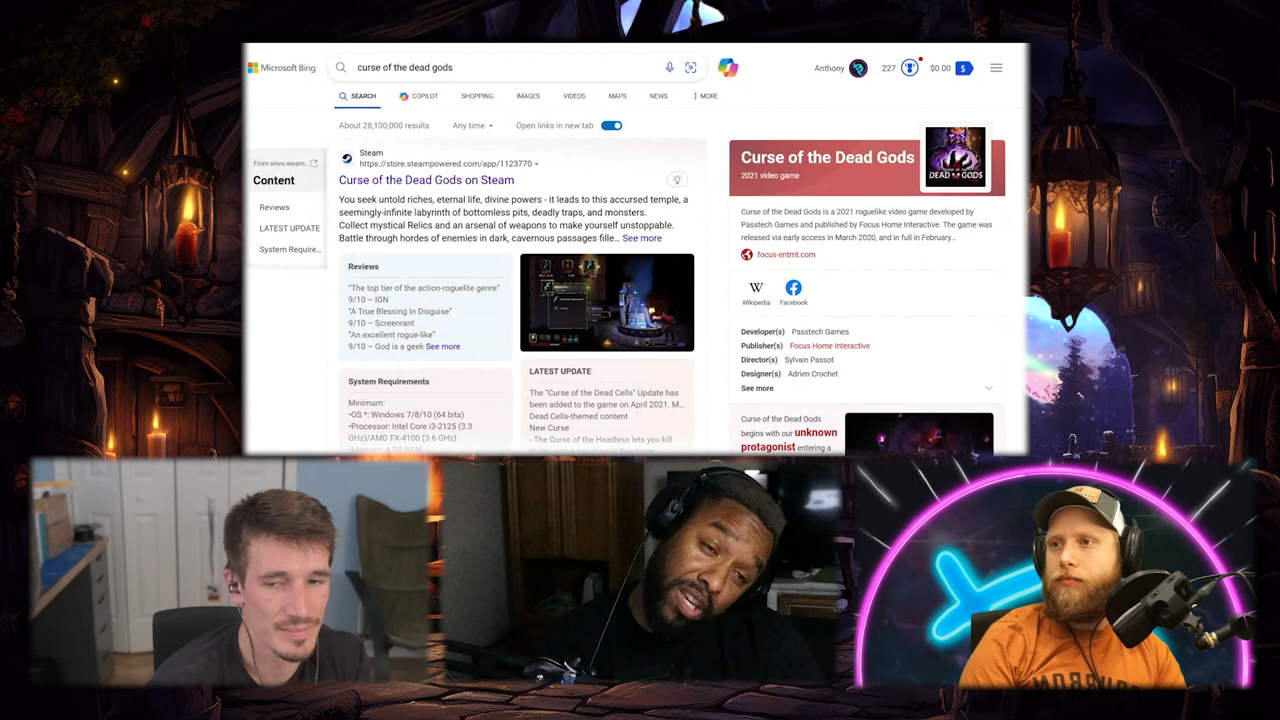 Microsoft Bing
curse of the dead gods
Anthony
227
$0.00
$
SEARCH
COPILOT
SHOPPING
IMAGES
VIDEOS
MAPS
NEWS
MORE
About 28,100,000 results
Any time
Open links in new tab
From store.steam...
Content
Reviews
LATEST UPDATE
System Require...
Steam
https://store.steampowered.com/app/1123770
Curse of the Dead Gods on Steam
You seek untold riches, eternal life, divine powers - it leads to this accursed temple, a
seemingly-infinite labyrinth of bottomless pits, deadly traps, and monsters.
Collect mystical Relics and an arsenal of weapons to make yourself unstoppable.
Battle through hordes of enemies in dark, cavernous passages fille... See more
Reviews
"The top tier of the action-roguelite genre"
9/10 – IGN
"A True Blessing In Disguise"
9/10 – Screenrant
"An excellent rogue-like"
9/10 – God is a geek See more
System Requirements
Minimum:
•OS *: Windows 7/8/10 (64 bits)
•Processor: Intel Core i3-2125 (3.3
GHz)/AMD FX-4100 (3.6 GHz)
LATEST UPDATE
The "Curse of the Dead Cells" Update has
been added to the game on April 2021. M...
Dead Cells-themed content
New Curse
- The Curse of the Headless lets you kill
Curse of the Dead Gods
2021 video game
DEAD GODS
Curse of the Dead Gods is a 2021 roguelike video game developed by
Passtech Games and published by Focus Home Interactive. The game was
released via early access in March 2020, and in full in February...
focus-entmt.com
W
Wikipedia
Facebook
Developer(s) Passtech Games
Publisher(s) Focus Home Interactive
Director(s) Sylvain Passot
Designer(s) Adrien Crochet
See more
Curse of the Dead Gods
begins with our unknown
protagonist entering a